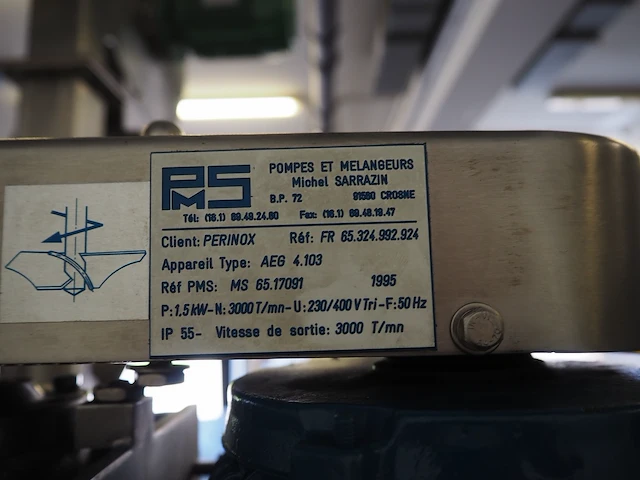 PMS
POMPES ET MELANGEURS
Michel SARRAZIN
B.P. 72 91560 CROSNE
Tél: (16.1) 69.48.24.60 Fax: (16.1) 69.48.19.47
Client: PERINOX Réf: FR 65.324.992.924
Appareil Type: AEG 4.103
Réf PMS: MS 65.17091 1995
P: 1.5 kW - N: 3000 T/mn - U: 230/400 V Tri - F: 50 Hz
IP 55- Vitesse de sortie: 3000 T/mn